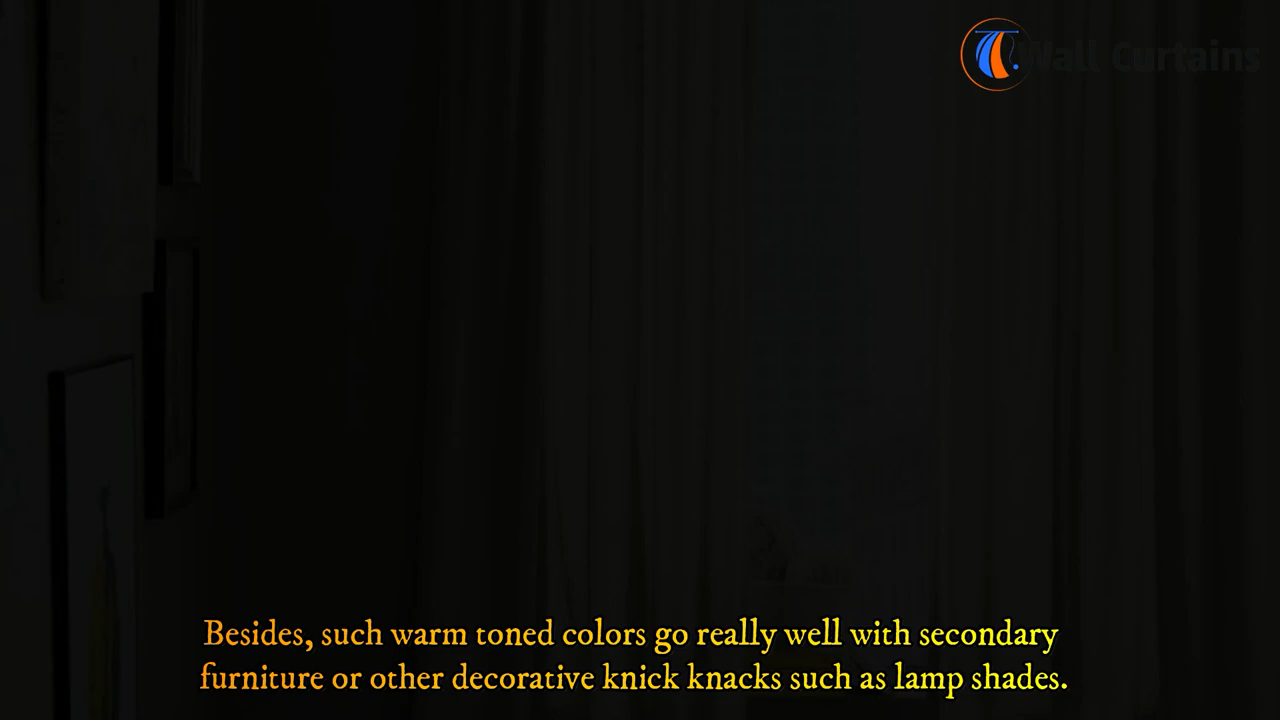 Wall Curtains
Besides, such warm toned colors go really well with secondary
furniture or other decorative knick knacks such as lamp shades.